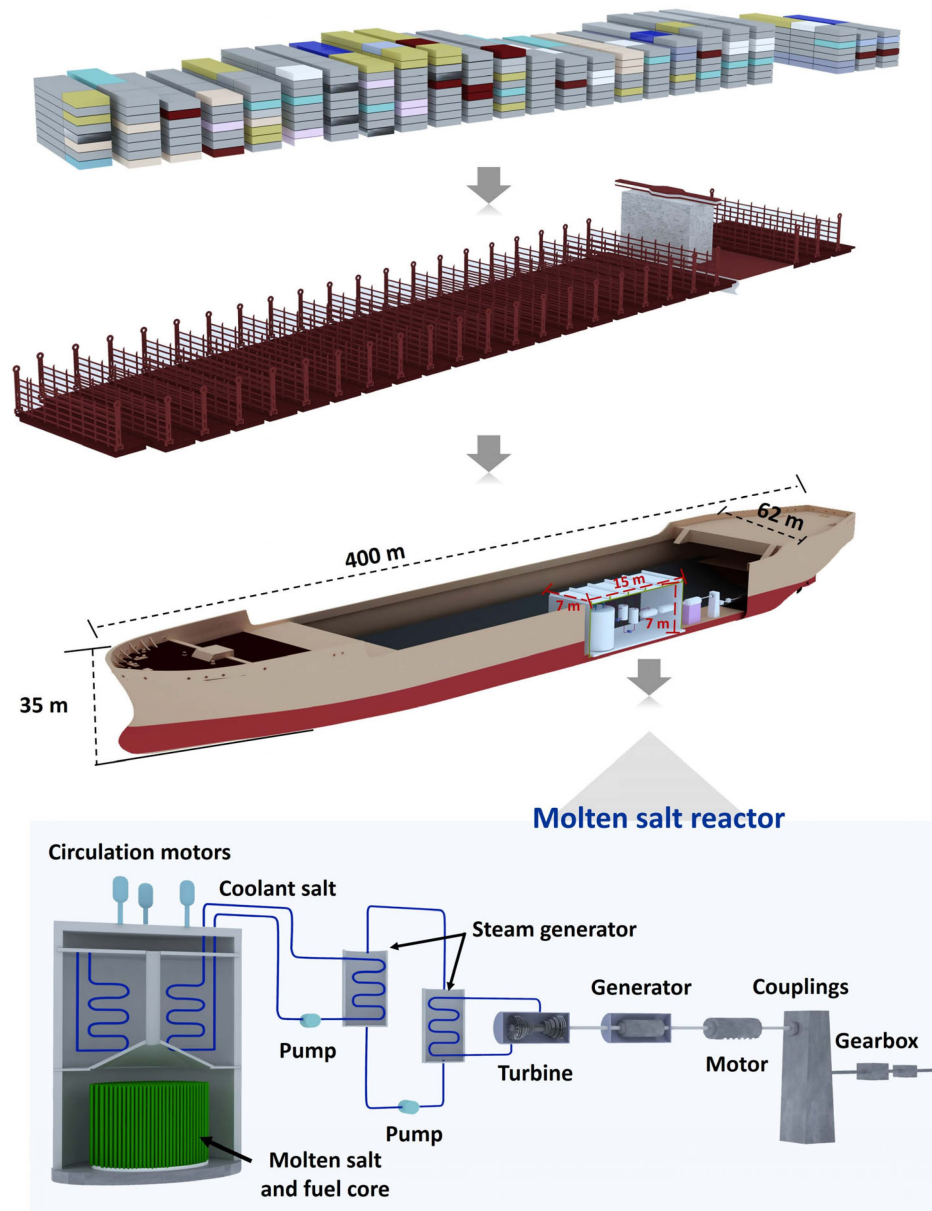 62 m
400 m
15 m
7 m
7 m
35 m
Molten salt reactor
Circulation motors
Coolant salt
Steam generator
Generator
Couplings
Pump
Turbine
Motor
Gearbox
Pump
Molten salt
and fuel core